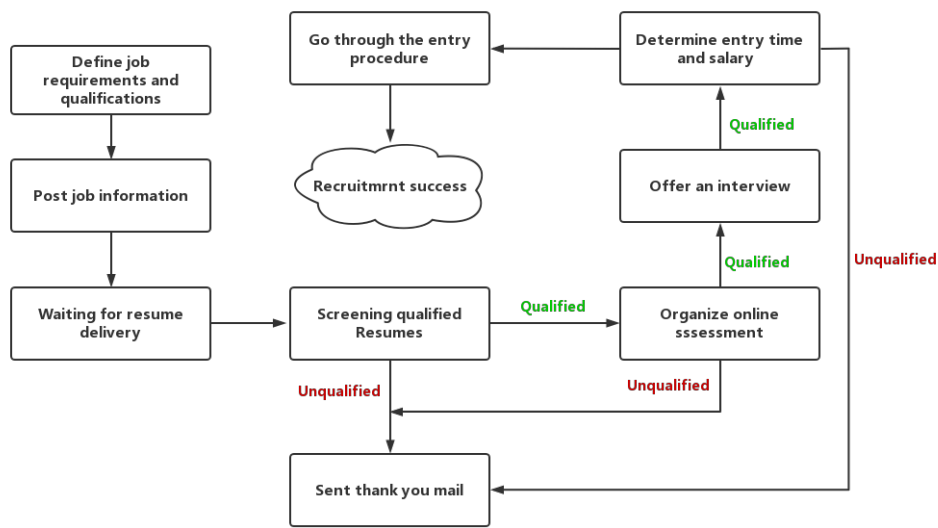 Define job
requirements and
qualifications
Post job information
Waiting for resume
delivery
Screening qualified
Resumes
Qualified
Unqualified
Organize online
sssessment
Qualified
Unqualified
Offer an interview
Qualified
Determine entry time
and salary
Unqualified
Go through the entry
procedure
Recruitmrnt success
Sent thank you mail